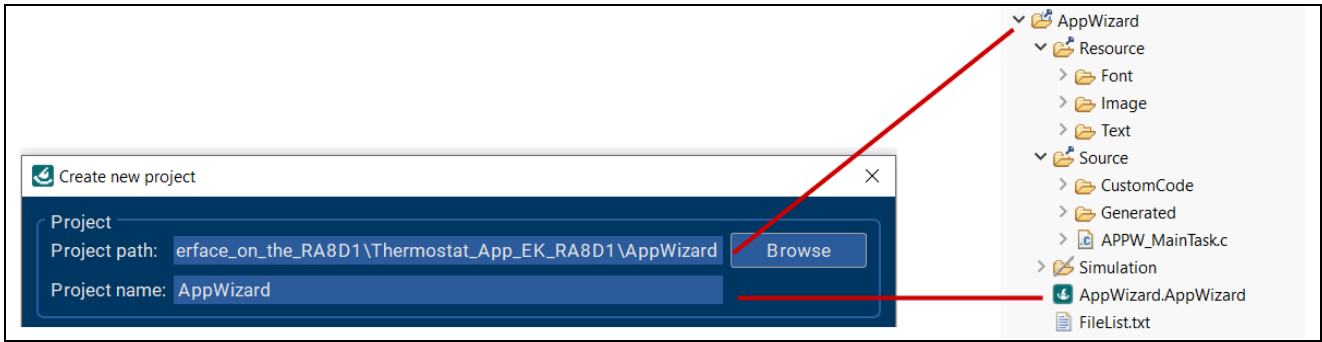 Create new project
Project
Project path: erface_on_the_RA8D1\Thermostat_App_EK_RA8D1\AppWizard Browse
Project name: AppWizard
AppWizard
Resource
Font
Image
Text
Source
CustomCode
Generated
APPW_MainTask.c
Simulation
AppWizard.AppWizard
FileList.txt